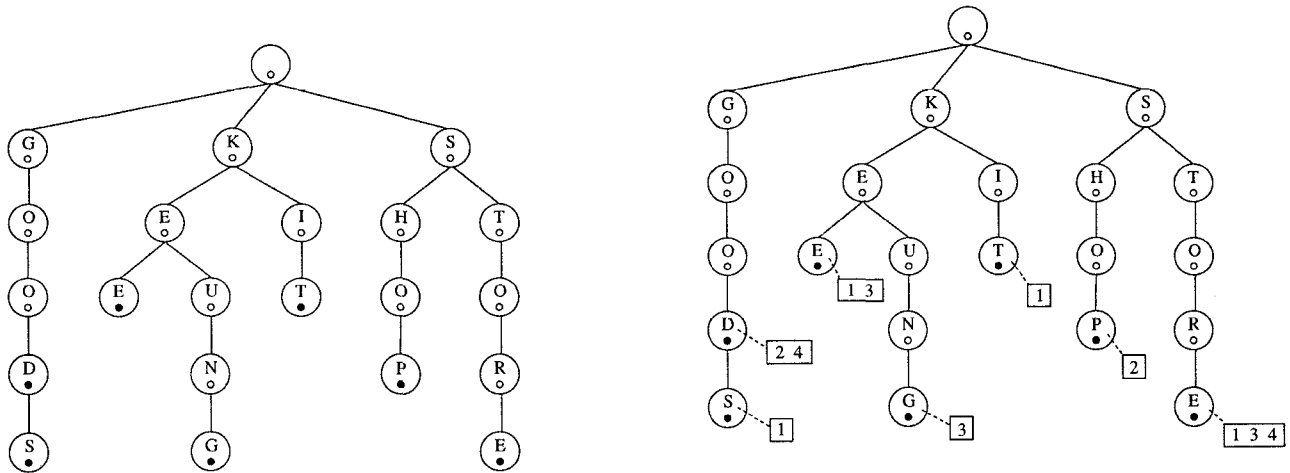 G K S
O E I H T
O E U T O O
D N P R
S G E
G K S
O E I H T
O E U T O O
1 3 1
D N P R
2 4 2
S G E
1 3 1 3 4